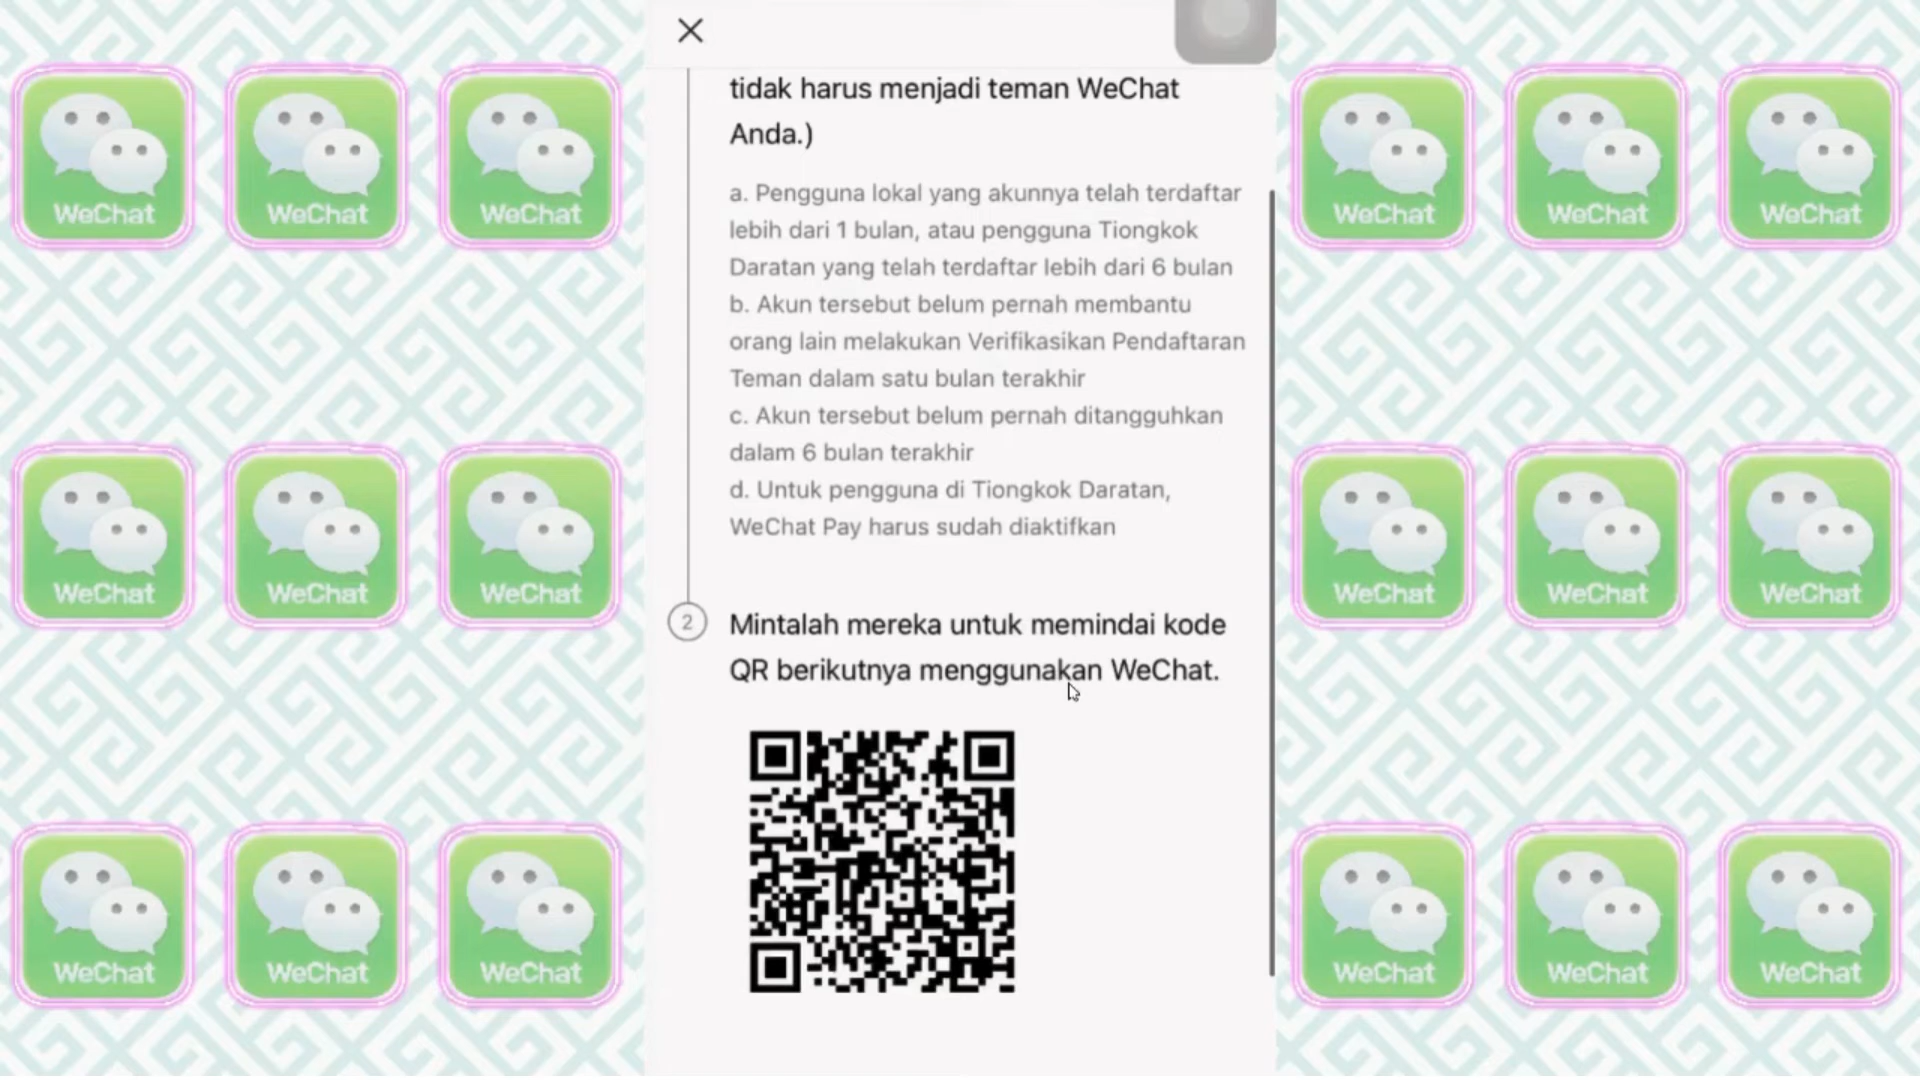 tidak harus menjadi teman WeChat
Anda.)
a. Pengguna lokal yang akunnya telah terdaftar
lebih dari 1 bulan, atau pengguna Tiongkok
Daratan yang telah terdaftar lebih dari 6 bulan
b. Akun tersebut belum pernah membantu
orang lain melakukan Verifikasikan Pendaftaran
Teman dalam satu bulan terakhir
c. Akun tersebut belum pernah ditangguhkan
dalam 6 bulan terakhir
d. Untuk pengguna di Tiongkok Daratan,
WeChat Pay harus sudah diaktifkan
2 Mintalah mereka untuk memindai kode
QR berikutnya menggunakan WeChat.
WeChat WeChat WeChat WeChat WeChat WeChat
WeChat WeChat WeChat WeChat WeChat WeChat
WeChat WeChat WeChat WeChat WeChat WeChat